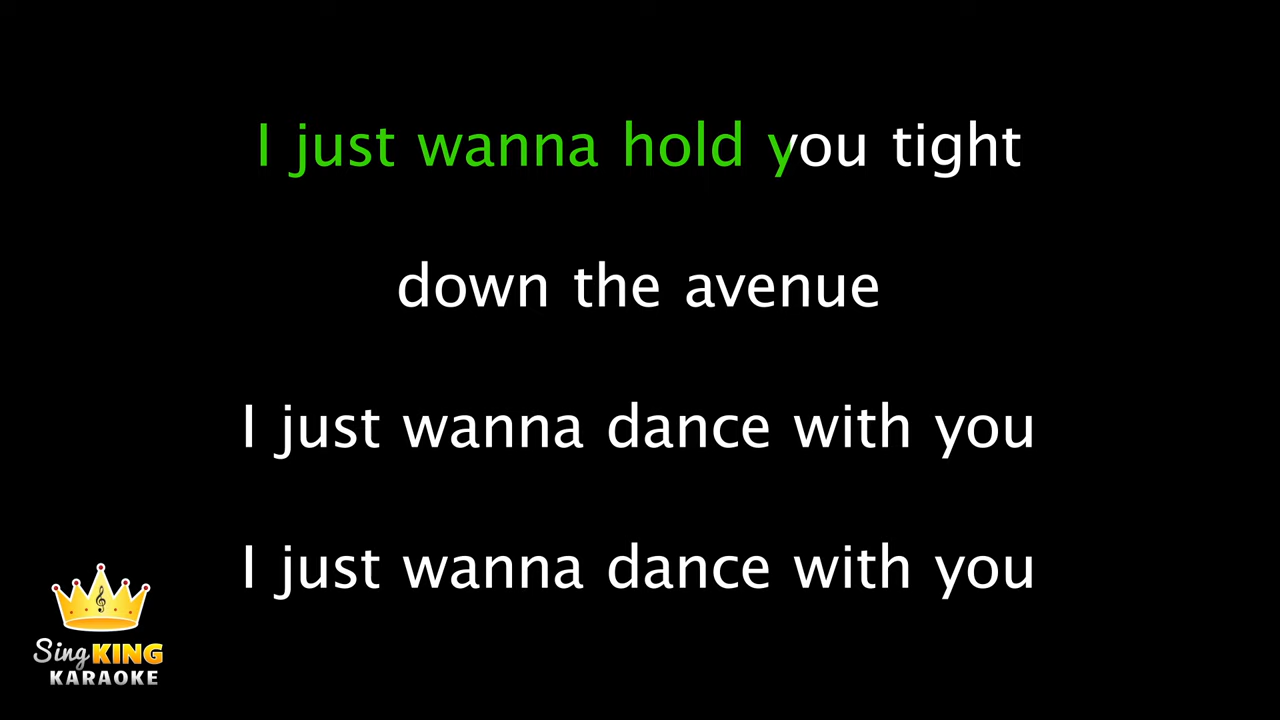 I just wanna hold you tight
down the avenue
I just wanna dance with you
I just wanna dance with you
Sing KING
KARAOKE